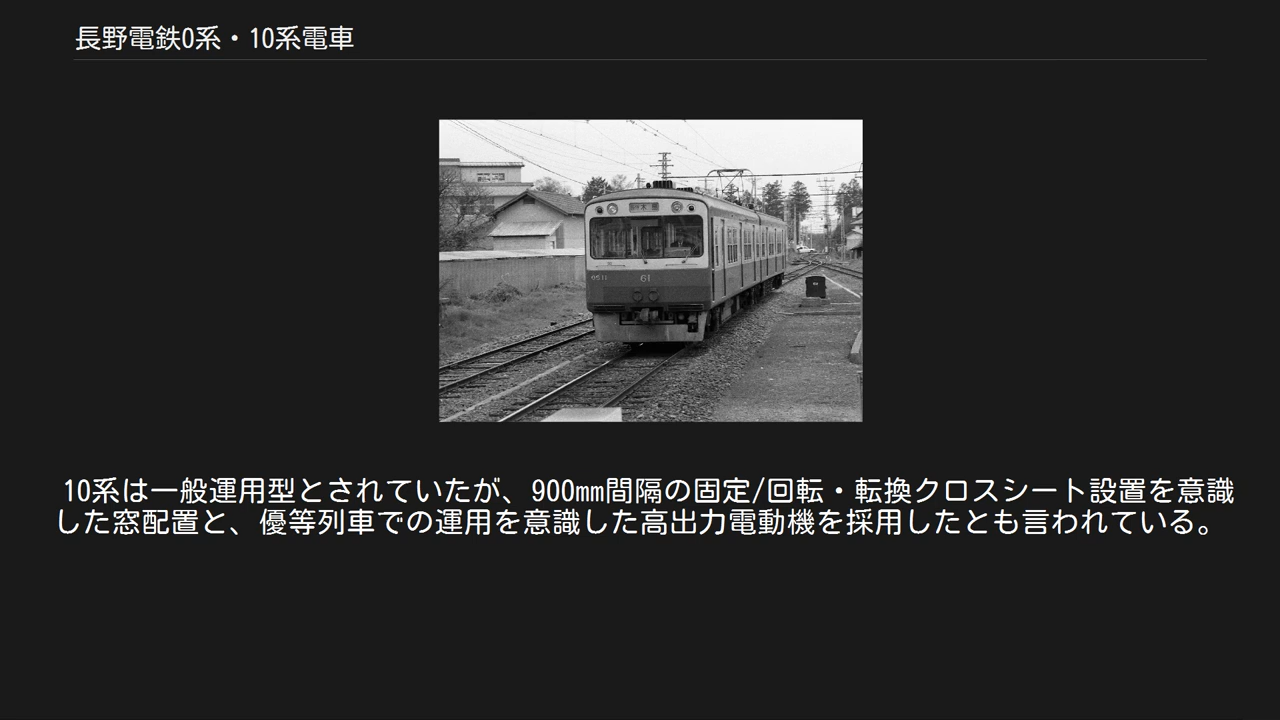 長野電鉄0系・10系電車
61
10系は一般運用型とされていたが、900mm間隔の固定/回転・転換クロスシート設置を意識
した窓配置と、優等列車での運用を意識した高出力電動機を採用したとも言われている。